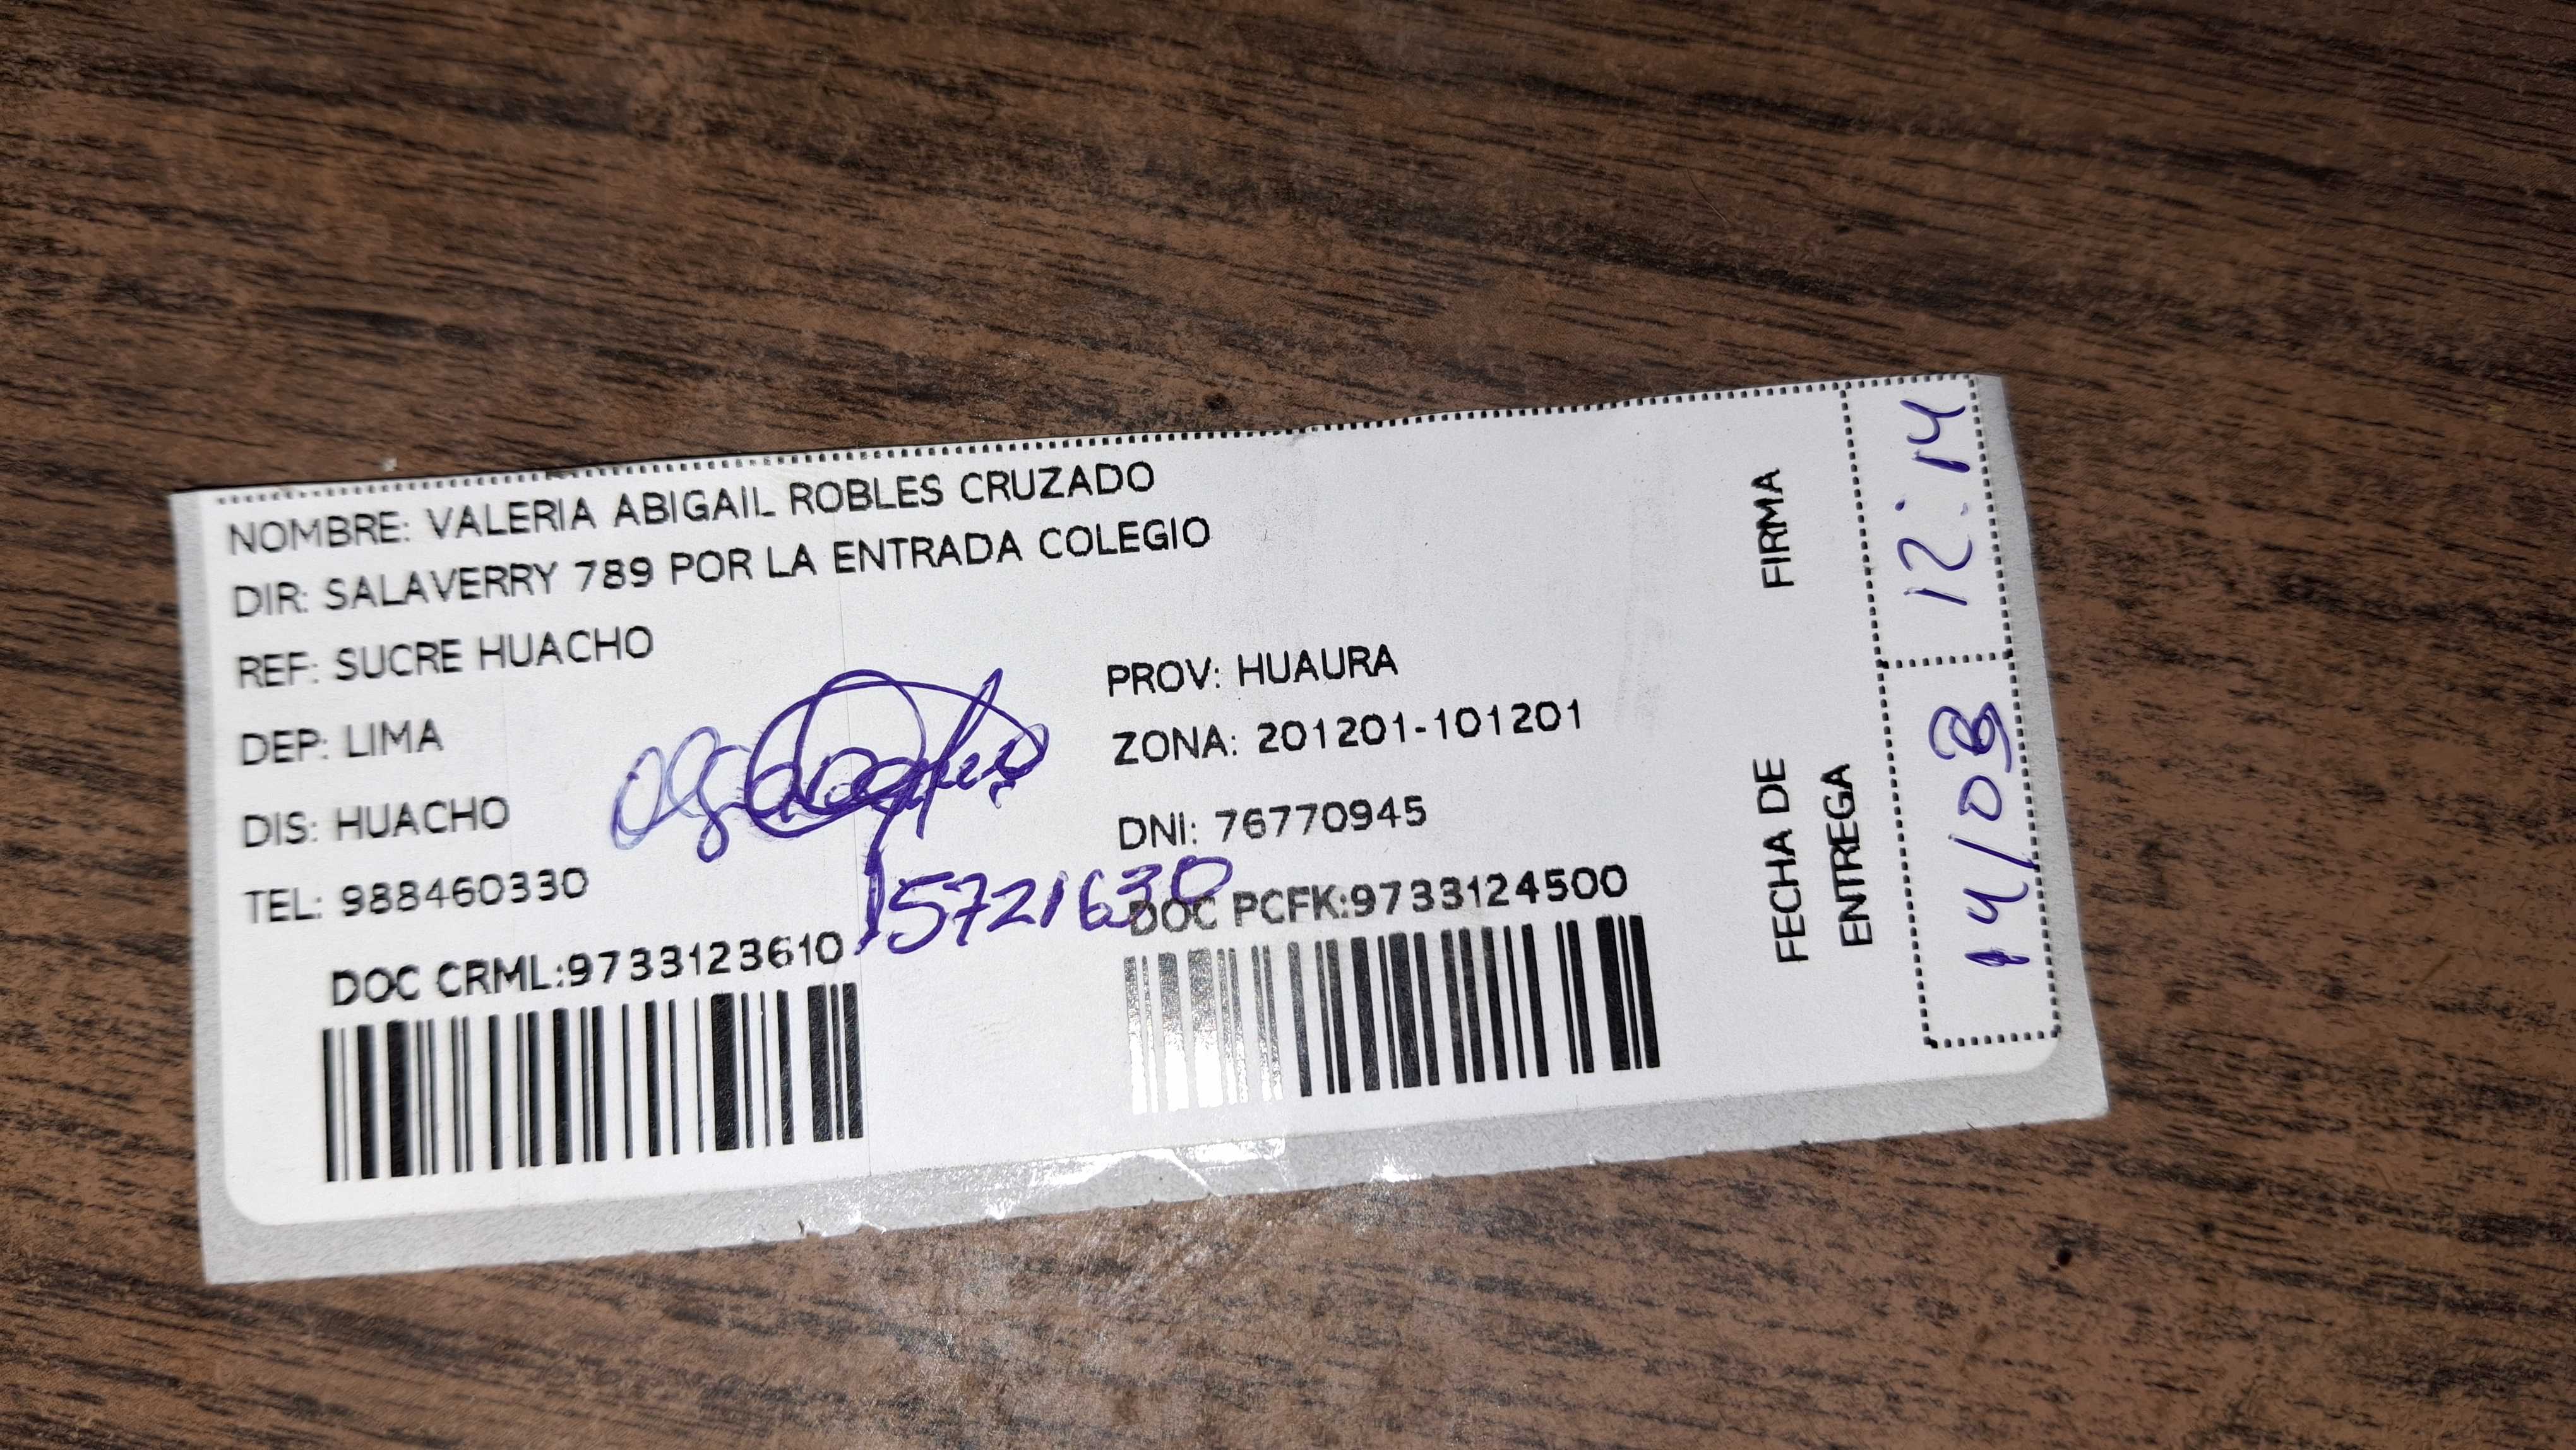 NOMBRE: VALERIA ABIGAIL ROBLES CRUZADO
DIR: SALAVERRY 789 POR LA ENTRADA COLEGIO
REF: SUCRE HUACHO
PROV: HUAURA
DEP: LIMA
ZONA: 201201-101201
DIS: HUACHO
DNI: 76770945
TEL: 988460330
15721630
DOC CRML:9733123610
DOC PCFK:9733124500
FIRMA
12:14
FECHA DE
ENTREGA
14/03